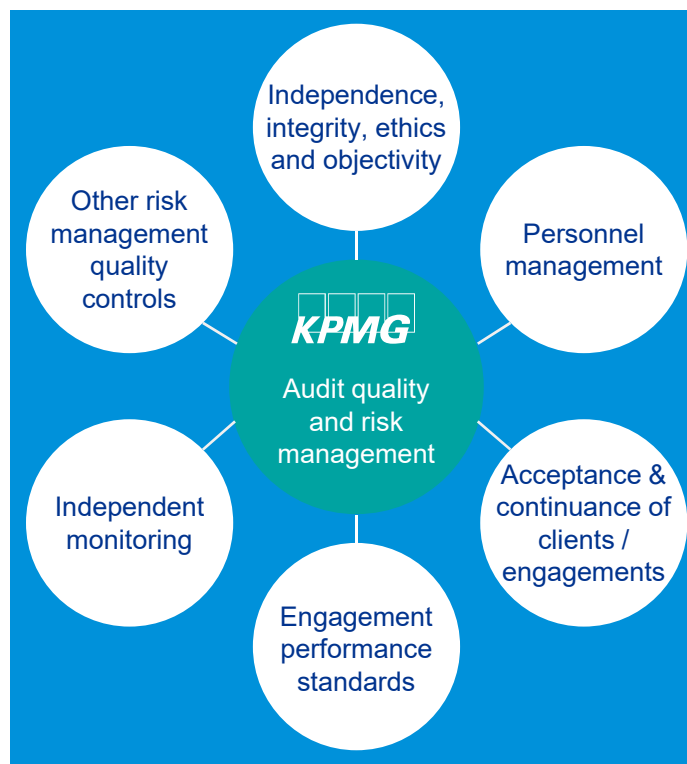 Independence,
integrity, ethics
and objectivity
Other risk
management
quality
controls
Personnel
management
KPMG
Audit quality
and risk
management
Independent
monitoring
Acceptance &
continuance of
clients /
engagements
Engagement
performance
standards